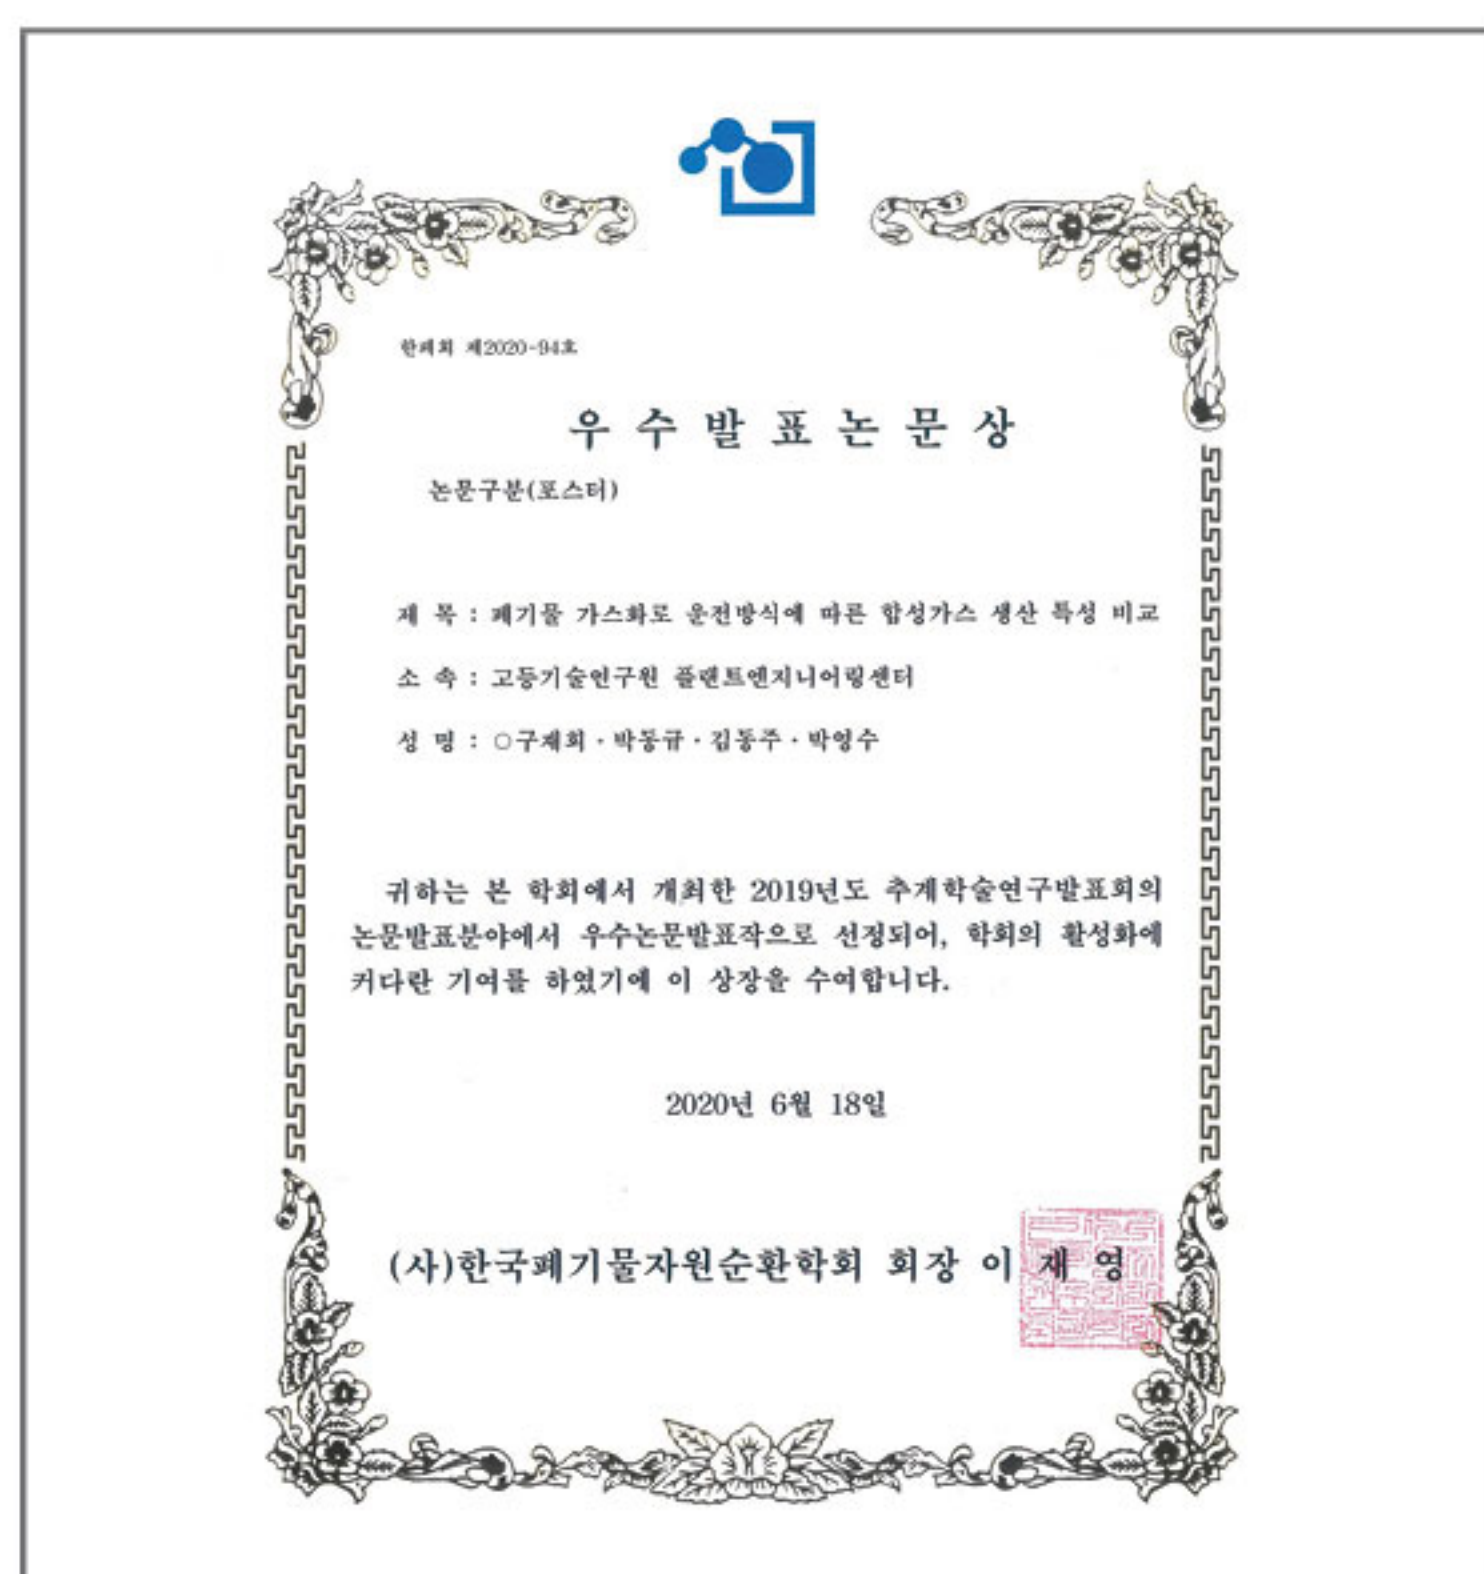 한폐회 제2020-94호
우 수 발 표 논 문 상
논문구분(포스터)
제 목 : 폐기물 가스화로 운전방식에 따른 합성가스 생산 특성 비교
소 속 : 고등기술연구원 플랜트엔지니어링센터
성 명 : ○구재회 · 박동규 · 김동주 · 박영수
귀하는 본 학회에서 개최한 2019년도 추계학술연구발표회의
논문발표분야에서 우수논문발표작으로 선정되어, 학회의 활성화에
커다란 기여를 하였기에 이 상장을 수여합니다.
2020년 6월 18일
(사)한국폐기물자원순환학회 회장 이 재 영